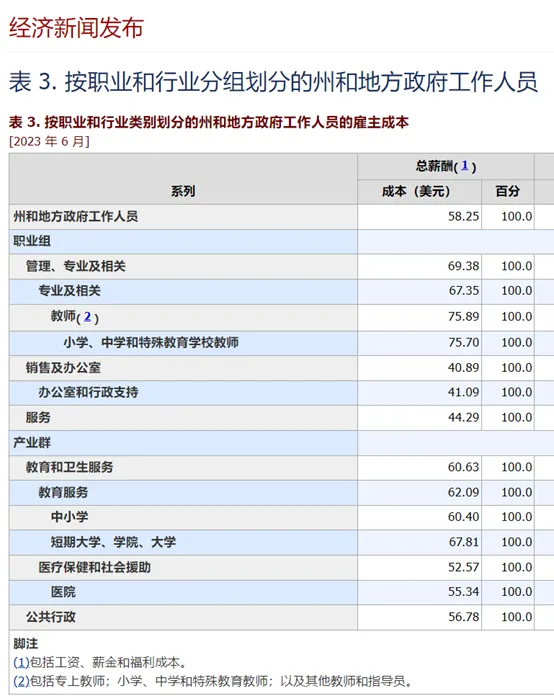 经济新闻发布
表 3. 按职业和行业分组划分的州和地方政府工作人员
表 3. 按职业和行业类别划分的州和地方政府工作人员的雇主成本
[2023 年 6 月]
系列 总薪酬(1)
成本（美元） 百分
州和地方政府工作人员 58.25 100.0
职业组
管理、专业及相关 69.38 100.0
专业及相关 67.35 100.0
教师(2) 75.89 100.0
小学、中学和特殊教育学校教师 75.70 100.0
销售及办公室 40.89 100.0
办公室和行政支持 41.09 100.0
服务 44.29 100.0
产业群
教育和卫生服务 60.63 100.0
教育服务 62.09 100.0
中小学 60.40 100.0
短期大学、学院、大学 67.81 100.0
医疗保健和社会援助 52.57 100.0
医院 55.34 100.0
公共行政 56.78 100.0
脚注
(1)包括工资、薪金和福利成本。
(2)包括专上教师；小学、中学和特殊教育教师；以及其他教师和指导员。